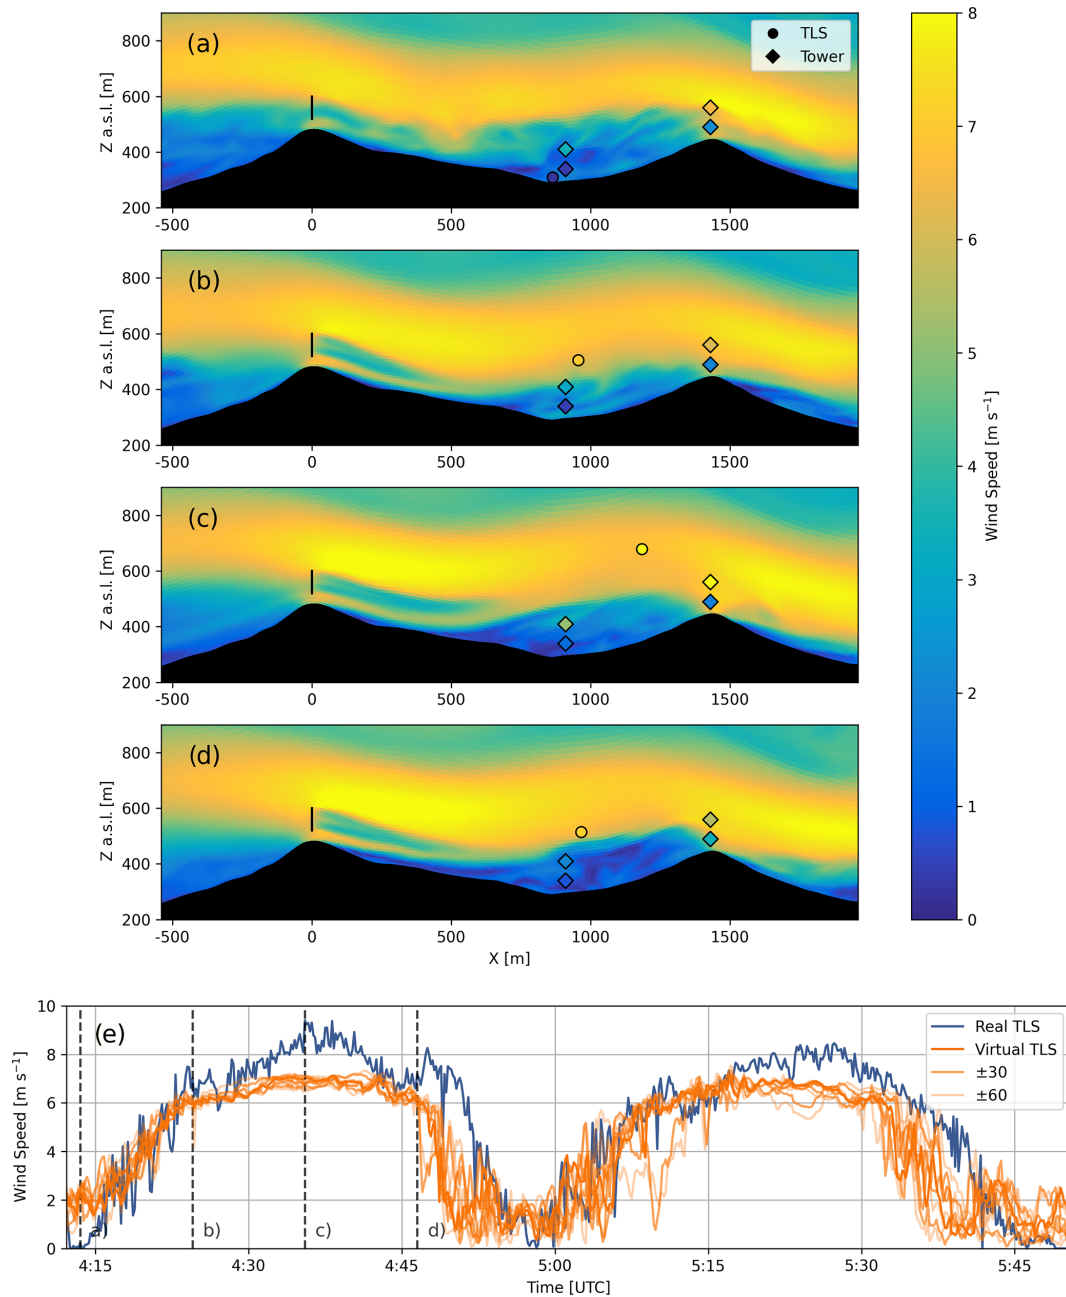 (a)
TLS
Tower
Z a.s.l. [m]
800
600
400
200
-500 0 500 1000 1500
(b)
Z a.s.l. [m]
800
600
400
200
-500 0 500 1000 1500
(c)
Z a.s.l. [m]
800
600
400
200
-500 0 500 1000 1500
(d)
Z a.s.l. [m]
800
600
400
200
-500 0 500 1000 1500
X [m]
8
7
6
5
4
3
2
1
0
Wind Speed [m s⁻¹]
(e)
Wind Speed [m s⁻¹]
10
8
6
4
2
0
Real TLS
Virtual TLS
±30
±60
a) b) c) d)
4:15 4:30 4:45 5:00 5:15 5:30 5:45
Time [UTC]